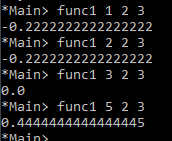 *Main> func1 1 2 3
-0.2222222222222222
*Main> func1 2 2 3
-0.2222222222222222
*Main> func1 3 2 3
0.0
*Main> func1 5 2 3
0.4444444444444445
*Main>